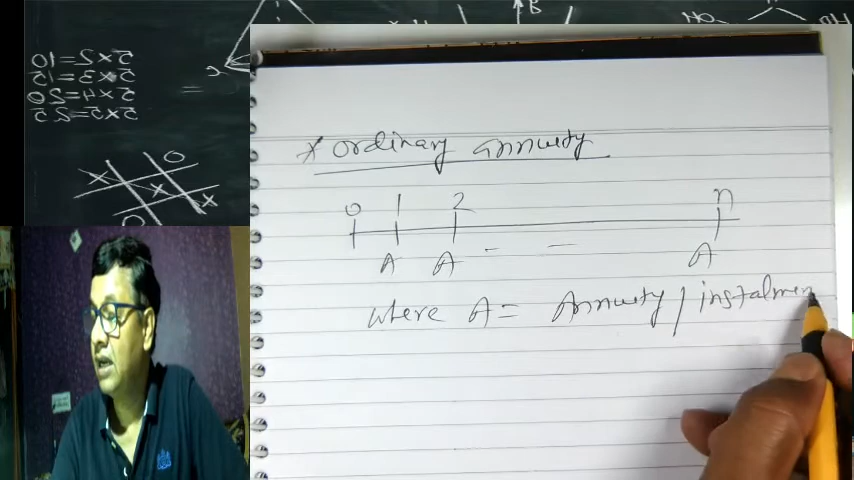 * ordinary annuity
0 1 2 n
A A - - A
where A = Annuity / instalmen
5×2=10
5×3=15
5×4=20
5×5=25